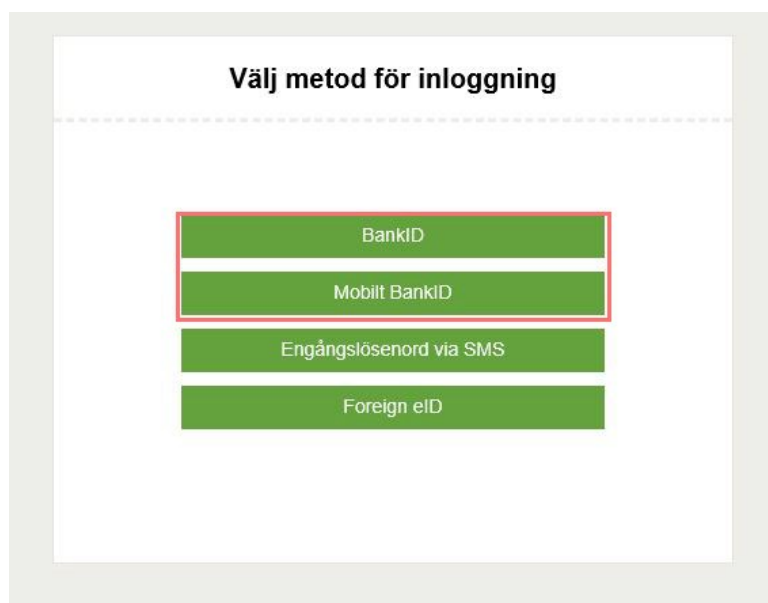 Välj metod för inloggning
BankID
Mobilt BankID
Engångslösenord via SMS
Foreign eID